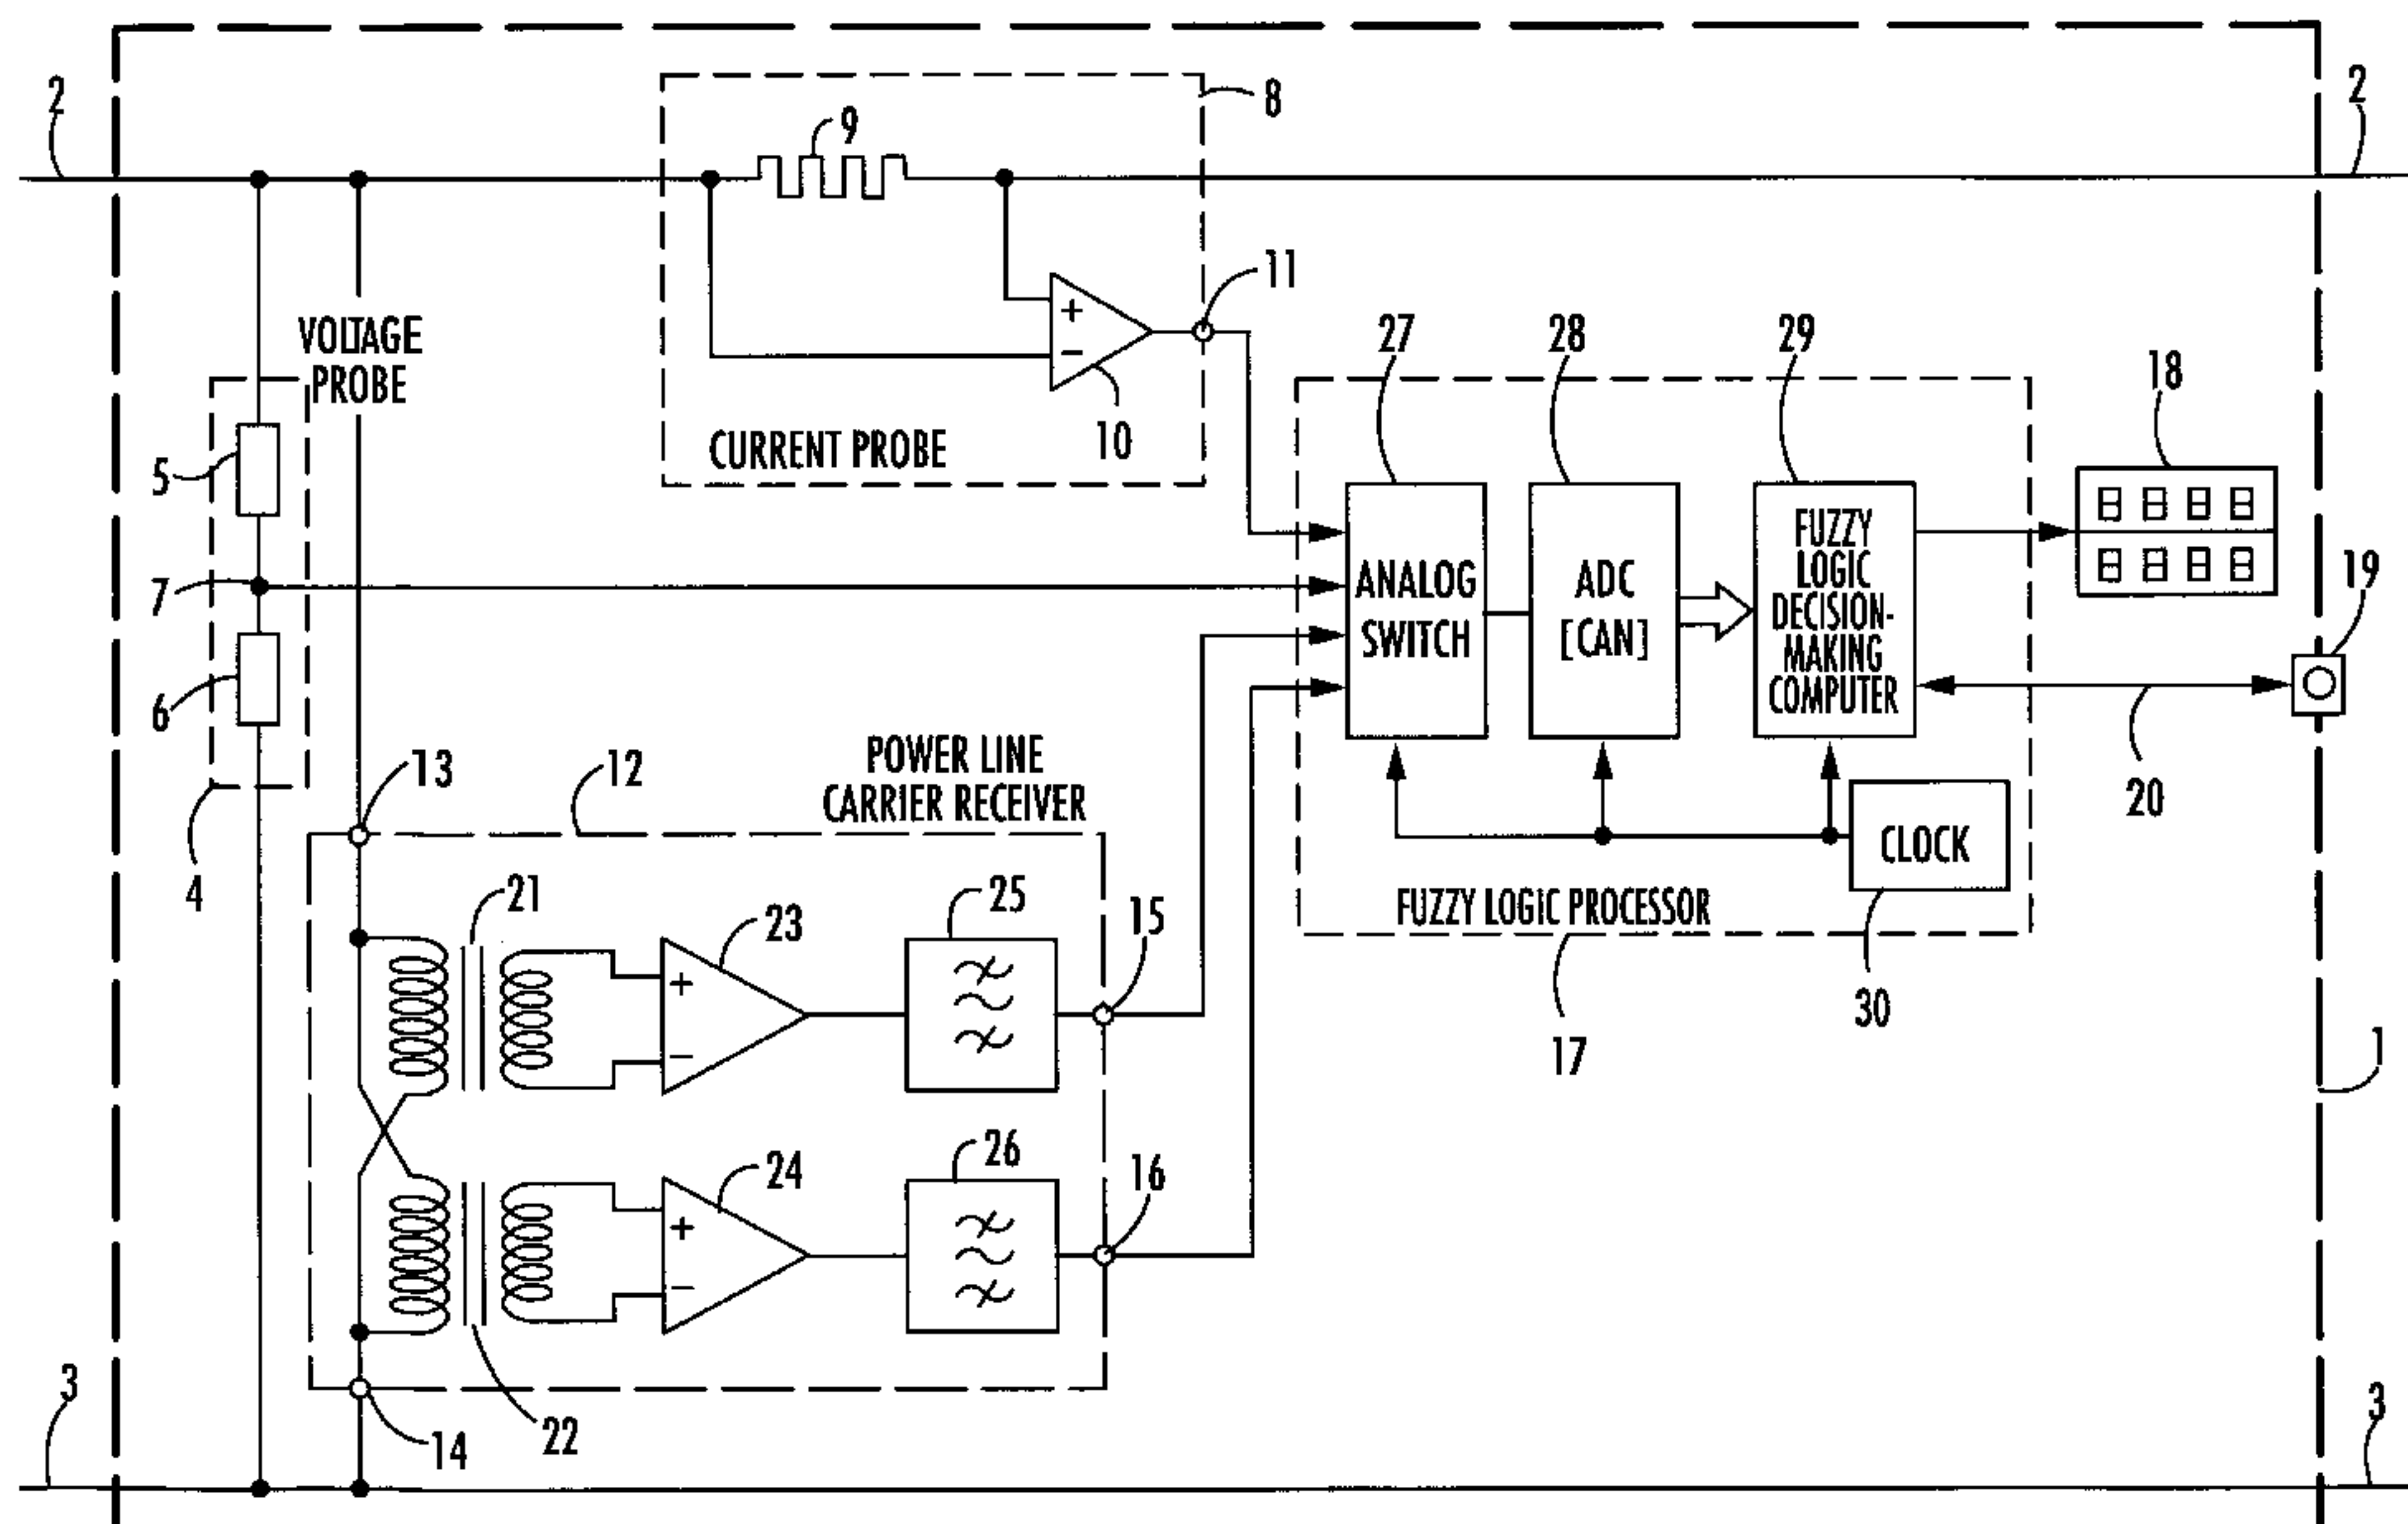 2
8
2
9
11
VOLTAGE
PROBE
+
−
10
CURRENT PROBE
27
28
29
18
5
7
6
4
ANALOG
SWITCH
ADC
[CAN]
FUZZY
LOGIC
DECISION-
MAKING
COMPUTER
19
20
CLOCK
FUZZY LOGIC PROCESSOR
30
17
1
13
12
POWER LINE
CARRIER RECEIVER
21
23
25
15
+
−
24
26
16
+
−
22
14
3
3